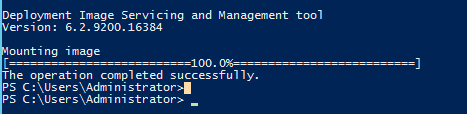 Deployment Image Servicing and Management tool
Version: 6.2.9200.16384
Mounting image
[===========================100.0%==========================]
The operation completed successfully.
PS C:\Users\Administrator>
PS C:\Users\Administrator> _